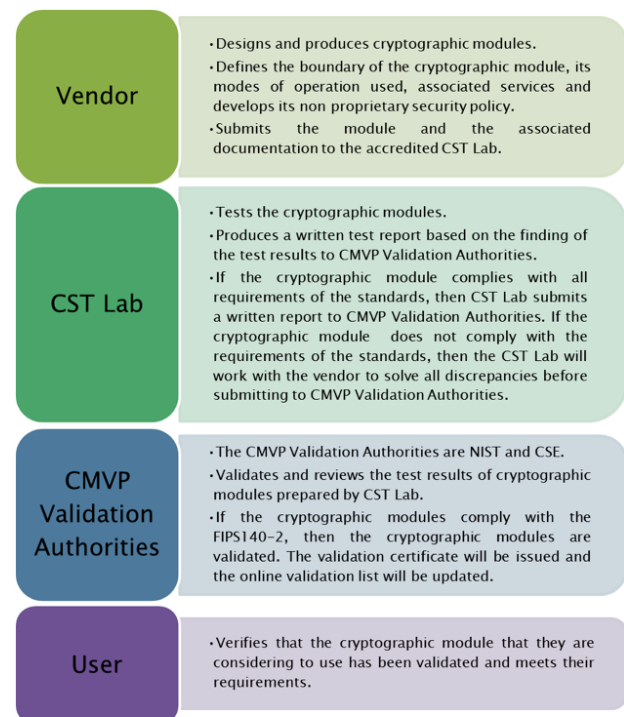 Vendor
•Designs and produces cryptographic modules.
•Defines the boundary of the cryptographic module, its
modes of operation used, associated services and
develops its non proprietary security policy.
•Submits the module and the associated
documentation to the accredited CST Lab.
CST Lab
•Tests the cryptographic modules.
•Produces a written test report based on the finding of
the test results to CMVP Validation Authorities.
•If the cryptographic module complies with all
requirements of the standards, then CST Lab submits
a written report to CMVP Validation Authorities. If the
cryptographic module does not comply with the
requirements of the standards, then the CST Lab will
work with the vendor to solve all discrepancies before
submitting to CMVP Validation Authorities.
CMVP
Validation
Authorities
•The CMVP Validation Authorities are NIST and CSE.
•Validates and reviews the test results of cryptographic
modules prepared by CST Lab.
•If the cryptographic modules comply with the
FIPS140-2, then the cryptographic modules are
validated. The validation certificate will be issued and
the online validation list will be updated.
User
•Verifies that the cryptographic module that they are
considering to use has been validated and meets their
requirements.